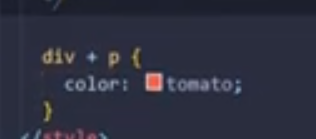 */
div + p {
color: tomato;
}
</style>